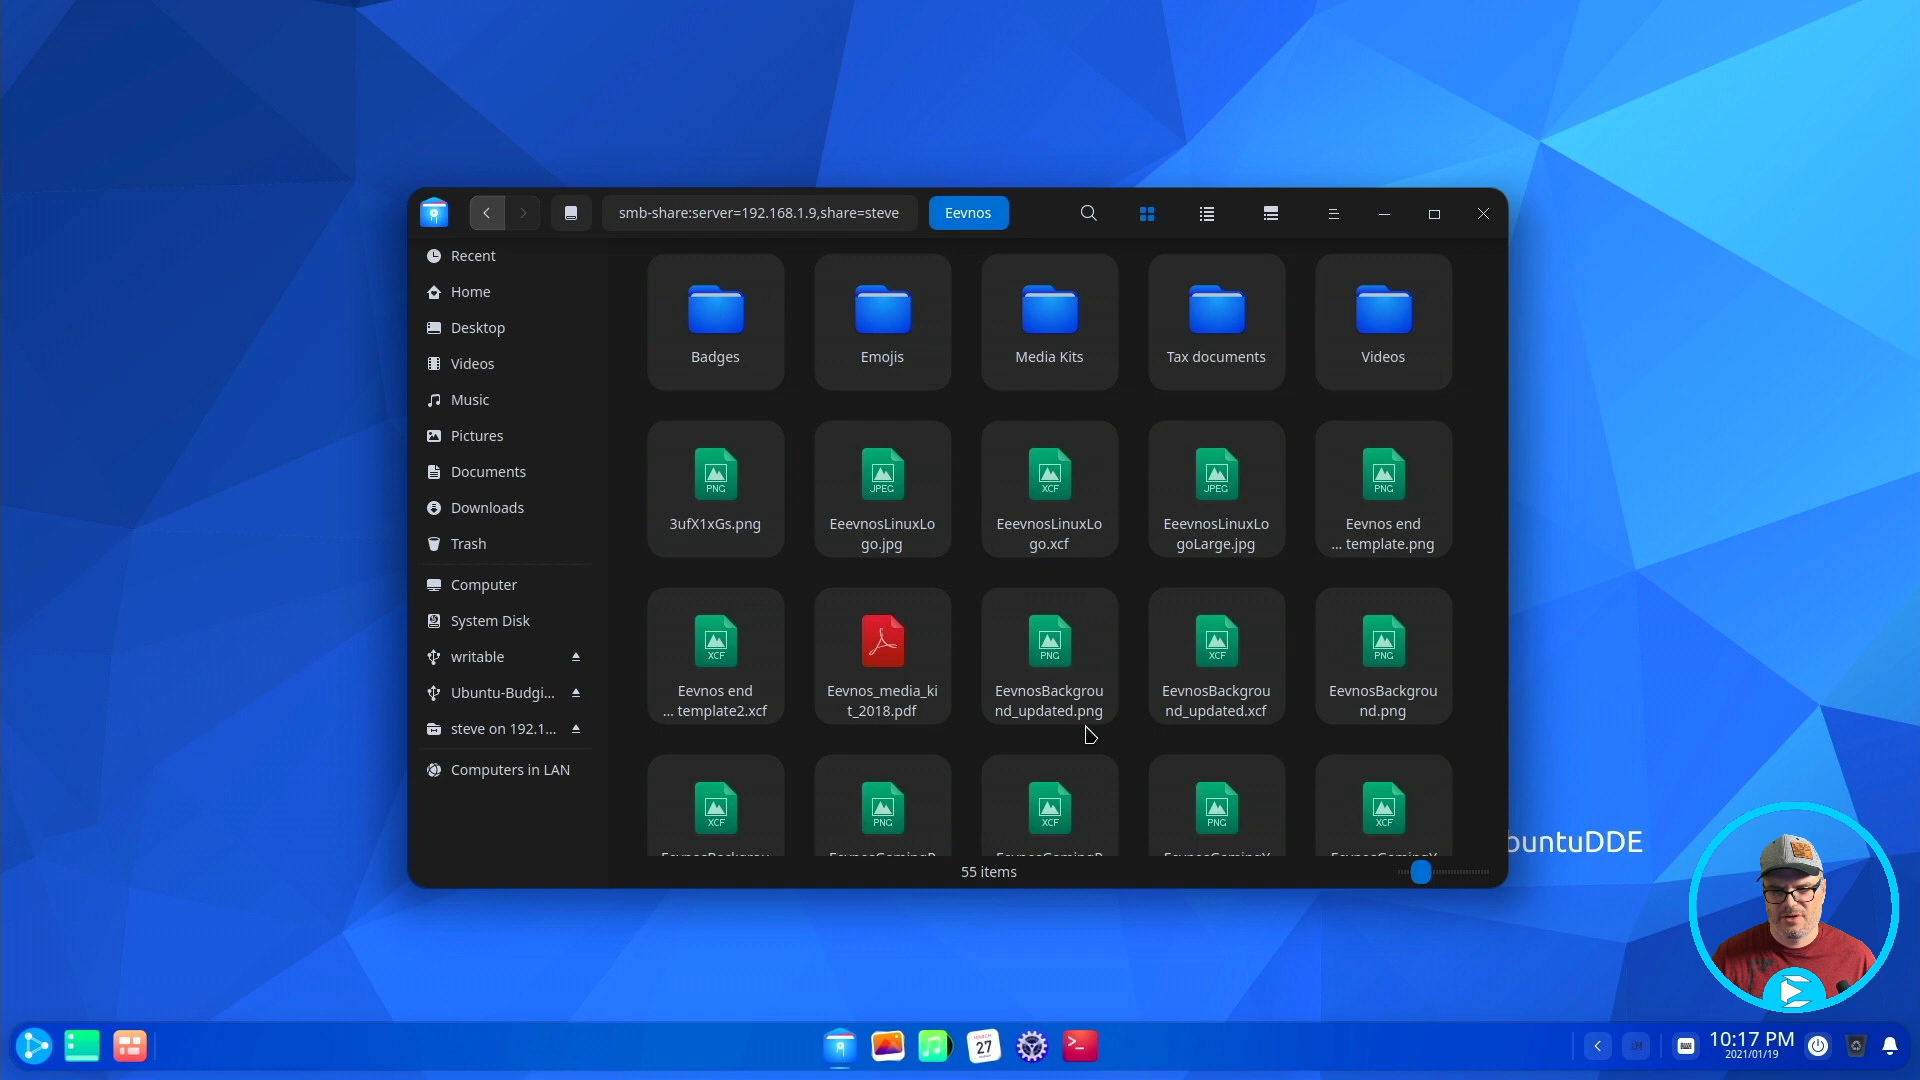 smb-share:server=192.168.1.9,share=steve
Eevnos
Recent
Home
Desktop
Videos
Music
Pictures
Documents
Downloads
Trash
Computer
System Disk
writable
Ubuntu-Budgi...
steve on 192.1...
Computers in LAN
Badges
Emojis
Media Kits
Tax documents
Videos
PNG
JPEG
XCF
JPEG
PNG
3ufX1xGs.png
EeevnosLinuxLo
go.jpg
EeevnosLinuxLo
go.xcf
EeevnosLinuxLo
goLarge.jpg
Eevnos end
... template.png
XCF
PNG
XCF
PNG
Eevnos end
... template2.xcf
Eevnos_media_ki
t_2018.pdf
EevnosBackgrou
nd_updated.png
EevnosBackgrou
nd_updated.xcf
EevnosBackgrou
nd.png
XCF
PNG
XCF
PNG
XCF
55 items
buntuDDE
27
10:17 PM
2021/01/19